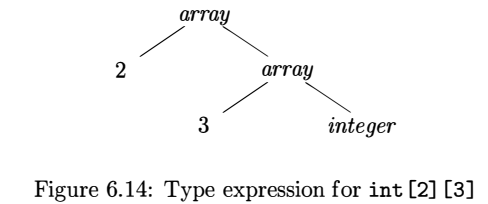 array
2
array
3
integer
Figure 6.14: Type expression for int[2][3]